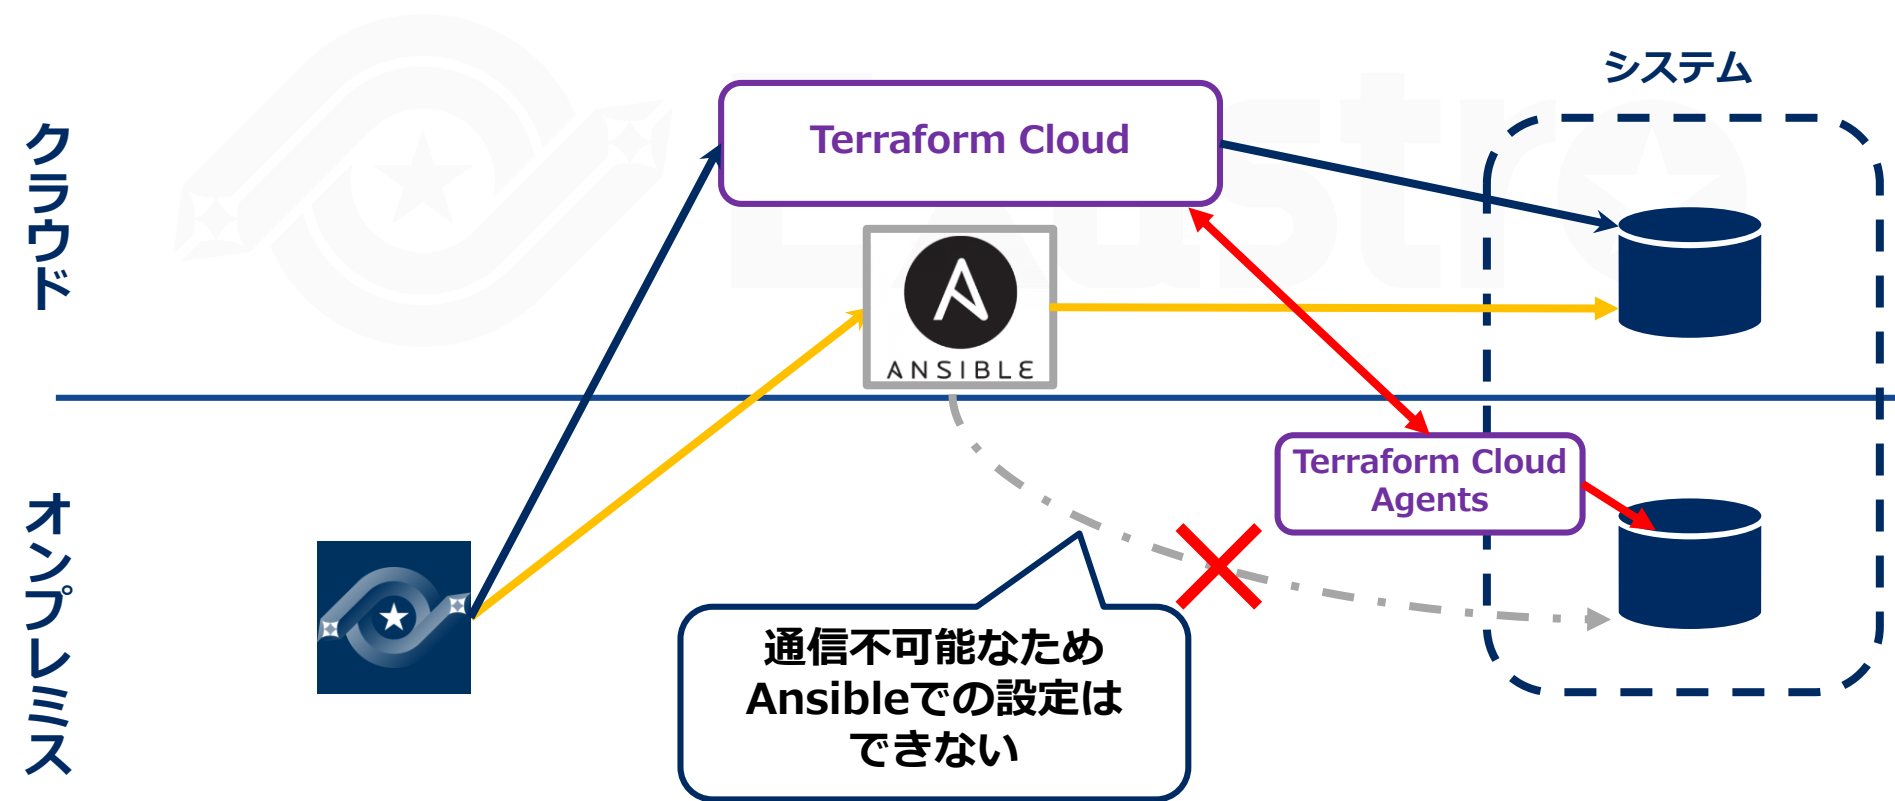 システム
クラウド
Terraform Cloud
ANSIBLE
Terraform Cloud
Agents
オンプレミス
通信不可能なため
Ansibleでの設定は
できない
Exastro